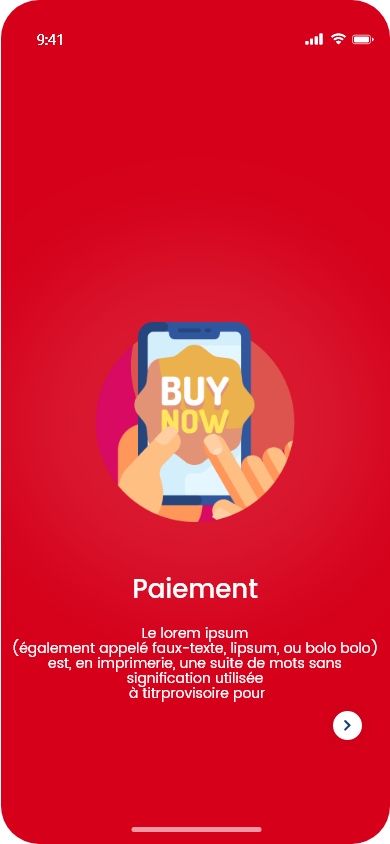 9:41
BUY
NOW
Paiement
Le lorem ipsum
(également appelé faux-texte, lipsum, ou bolo bolo)
est, en imprimerie, une suite de mots sans
signification utilisée
à titrprovisoire pour